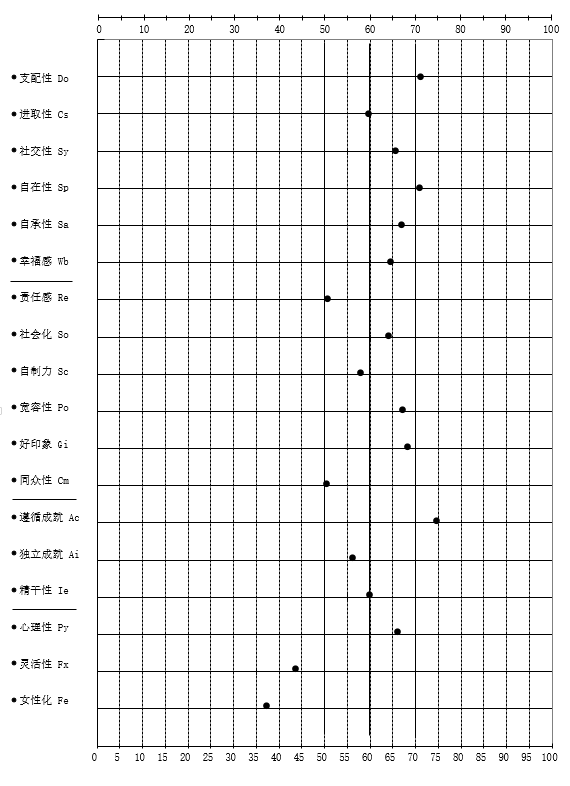 0 10 20 30 40 50 60 70 80 90 100
● 支配性 Do
● 进取性 Cs
● 社交性 Sy
● 自在性 Sp
● 自承性 Sa
● 幸福感 Wb
● 责任感 Re
● 社会化 So
● 自制力 Sc
● 宽容性 Po
● 好印象 Gi
● 同众性 Cm
● 遵循成就 Ac
● 独立成就 Ai
● 精干性 Ie
● 心理性 Py
● 灵活性 Fx
● 女性化 Fe
0 5 10 15 20 25 30 35 40 45 50 55 60 65 70 75 80 85 90 95 100